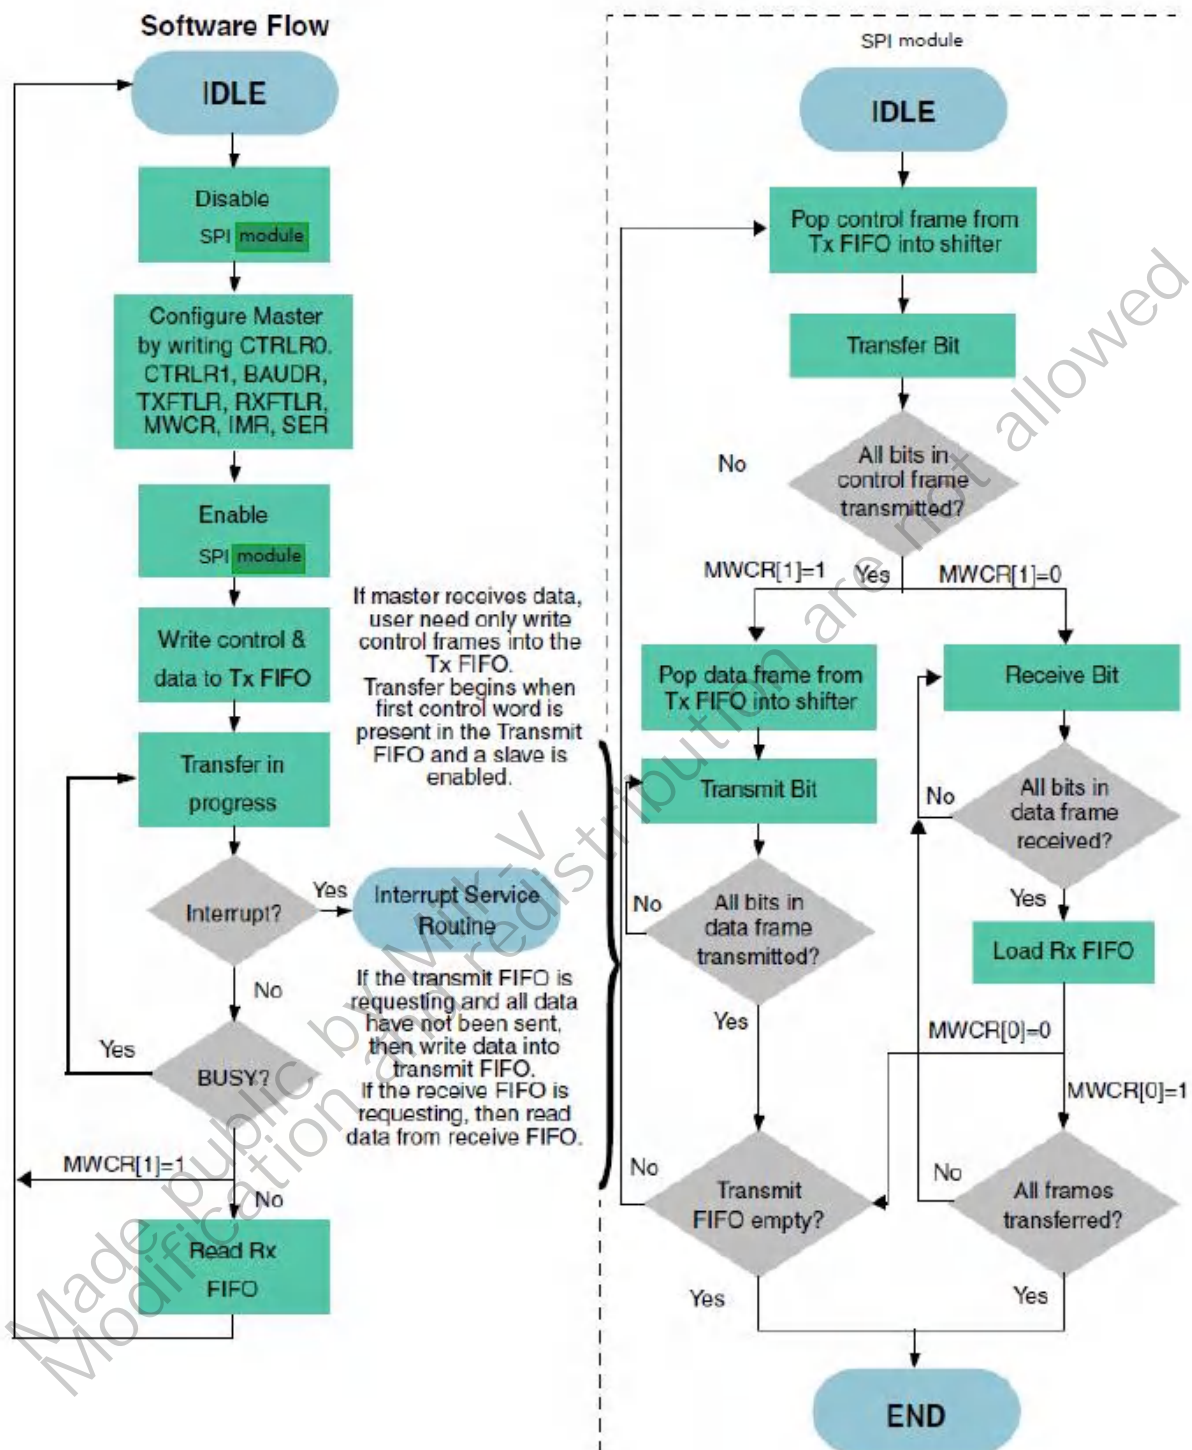 Software Flow
IDLE
Disable
SPI module
Configure Master
by writing CTRLR0.
CTRLR1, BAUDR,
TXFTLR, RXFTLR,
MWCR, IMR, SER
Enable
SPI module
Write control &
data to Tx FIFO
Transfer in
progress
Interrupt?
Yes
Interrupt Service
Routine
No
BUSY?
Yes
MWCR[1]=1
No
Read Rx
FIFO
If master receives data,
user need only write
control frames into the
Tx FIFO.
Transfer begins when
first control word is
present in the Transmit
FIFO and a slave is
enabled.
If the transmit FIFO is
requesting and all data
have not been sent,
then write data into
transmit FIFO.
If the receive FIFO is
requesting, then read
data from receive FIFO.
SPI module
IDLE
Pop control frame from
Tx FIFO into shifter
Transfer Bit
No
All bits in
control frame
transmitted?
MWCR[1]=1
Yes
MWCR[1]=0
Pop data frame from
Tx FIFO into shifter
Transmit Bit
No
All bits in
data frame
transmitted?
Yes
Receive Bit
No
All bits in
data frame
received?
Yes
Load Rx FIFO
MWCR[0]=0
MWCR[0]=1
No
Transmit
FIFO empty?
Yes
No
All frames
transferred?
Yes
END
Made public by Milk-V
Modification and redistribution are not allowed